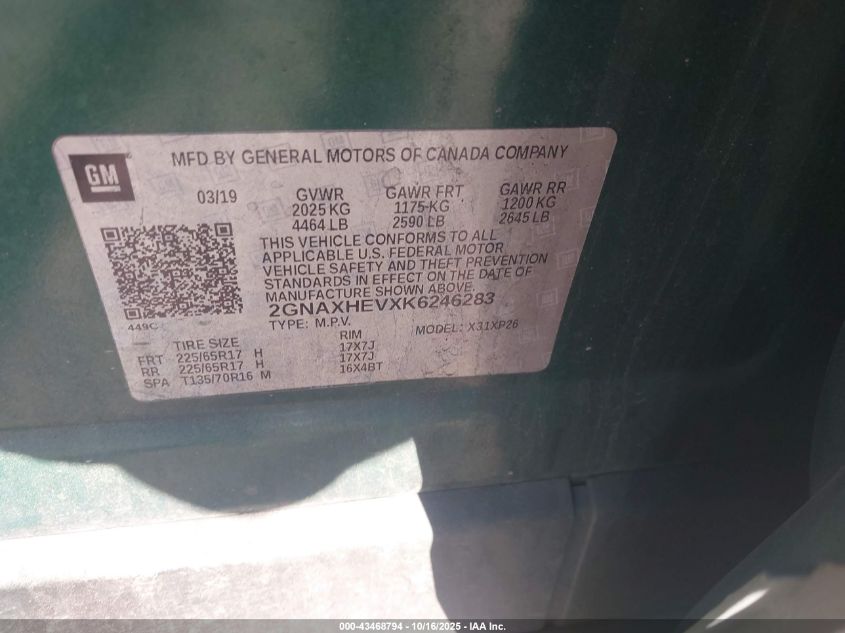 GM
MFD BY GENERAL MOTORS OF CANADA COMPANY
03/19 GVWR GAWR FRT GAWR RR
2025 KG 1175 KG 1200 KG
4464 LB 2590 LB 2645 LB
THIS VEHICLE CONFORMS TO ALL
APPLICABLE U.S. FEDERAL MOTOR
VEHICLE SAFETY AND THEFT PREVENTION
STANDARDS IN EFFECT ON THE DATE OF
MANUFACTURE SHOWN ABOVE.
2GNAXHEVXK6246283
449C TYPE: M.P.V. MODEL: X31XP26
TIRE SIZE RIM
FRT 225/65R17 H 17X7J
RR 225/65R17 H 17X7J
SPA T135/70R16 M 16X4BT
000-43468794 - 10/16/2025 - IAA Inc.